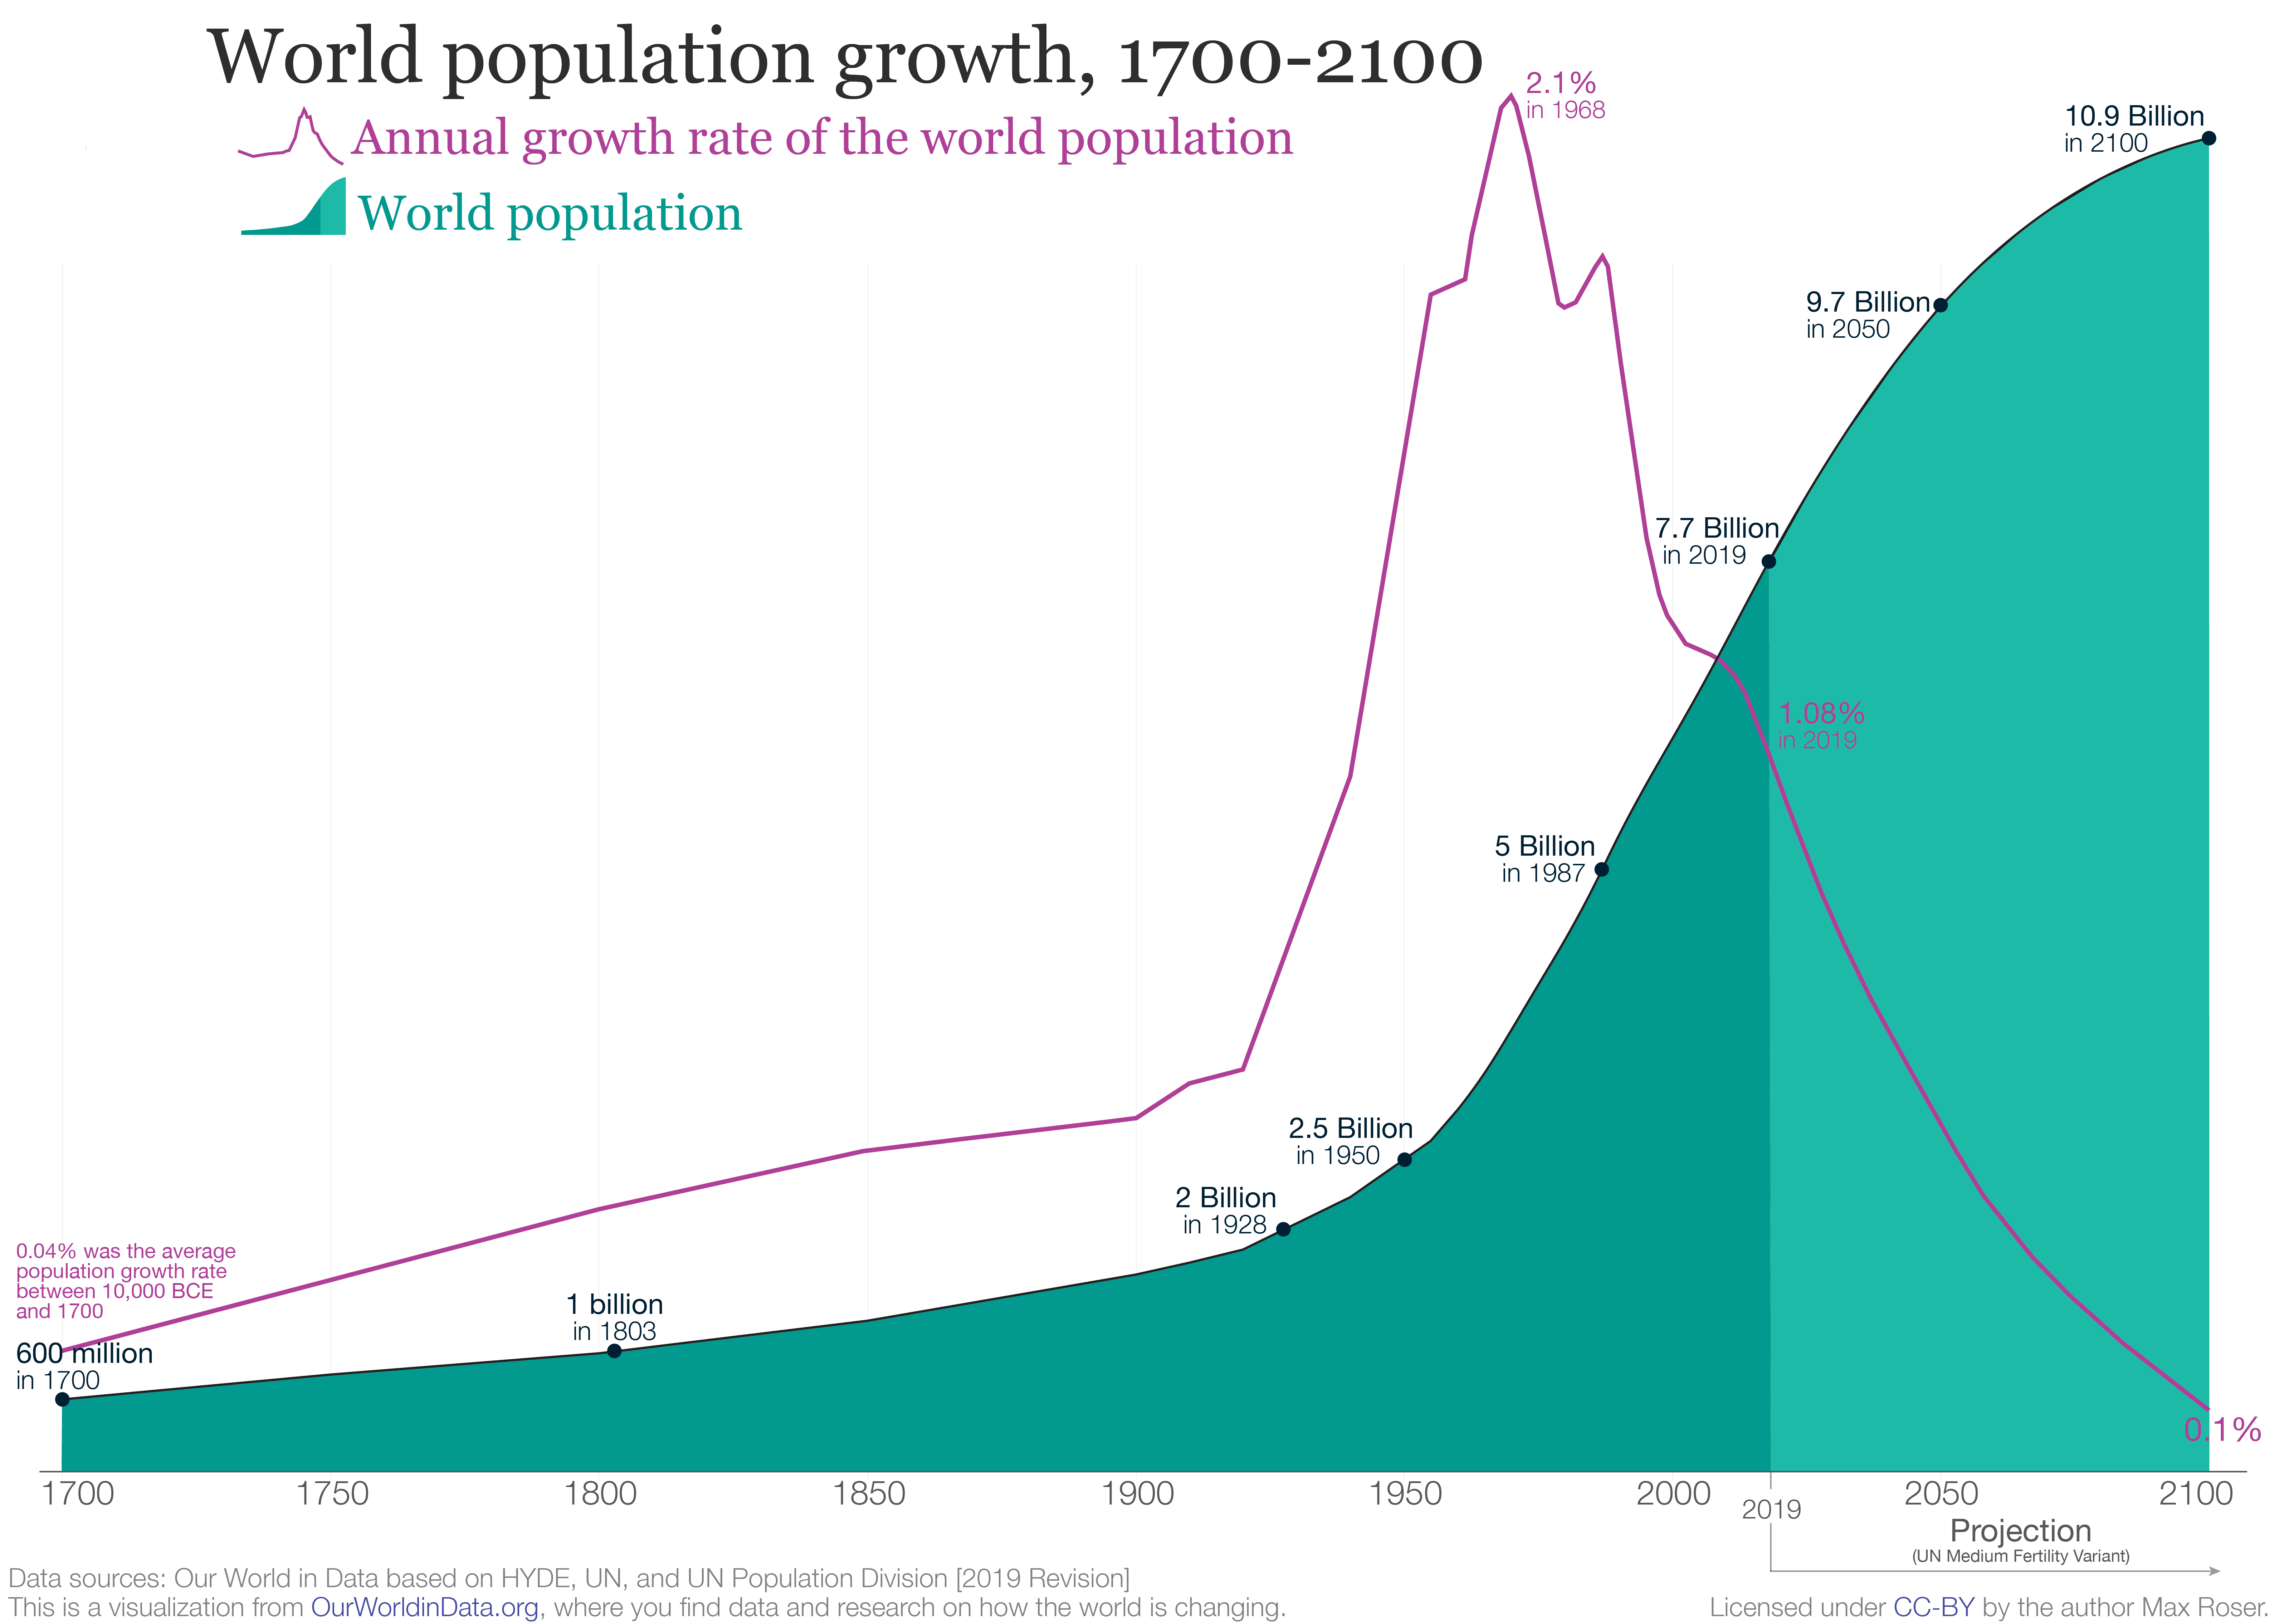 World population growth, 1700-2100
Annual growth rate of the world population
World population
2.1%
in 1968
10.9 Billion
in 2100
9.7 Billion
in 2050
7.7 Billion
in 2019
1.08%
in 2019
5 Billion
in 1987
2.5 Billion
in 1950
2 Billion
in 1928
0.04% was the average
population growth rate
between 10,000 BCE
and 1700
1 billion
in 1803
600 million
in 1700
0.1%
1700 1750 1800 1850 1900 1950 2000 2050 2100
2019
Projection
(UN Medium Fertility Variant)
Data sources: Our World in Data based on HYDE, UN, and UN Population Division [2019 Revision]
This is a visualization from OurWorldinData.org, where you find data and research on how the world is changing.
Licensed under CC-BY by the author Max Roser.